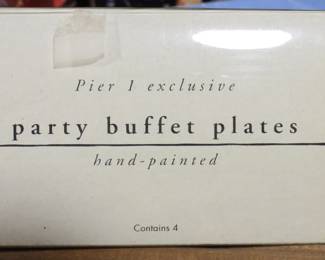 Pier 1 exclusive
party buffet plates
hand-painted
Contains 4